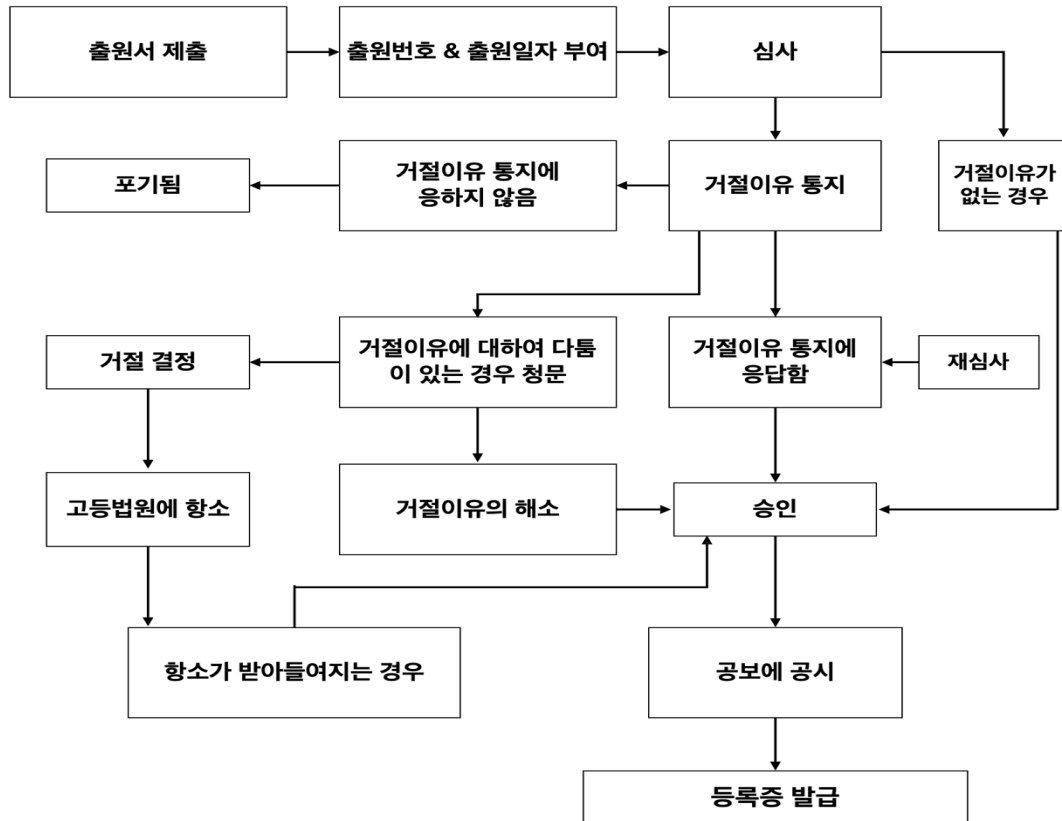 출원서 제출
출원번호 & 출원일자 부여
심사
포기됨
거절이유 통지에
응하지 않음
거절이유 통지
거절이유가
없는 경우
거절 결정
거절이유에 대하여 다툼
이 있는 경우 청문
거절이유 통지에
응답함
재심사
고등법원에 항소
거절이유의 해소
승인
항소가 받아들여지는 경우
공보에 공시
등록증 발급